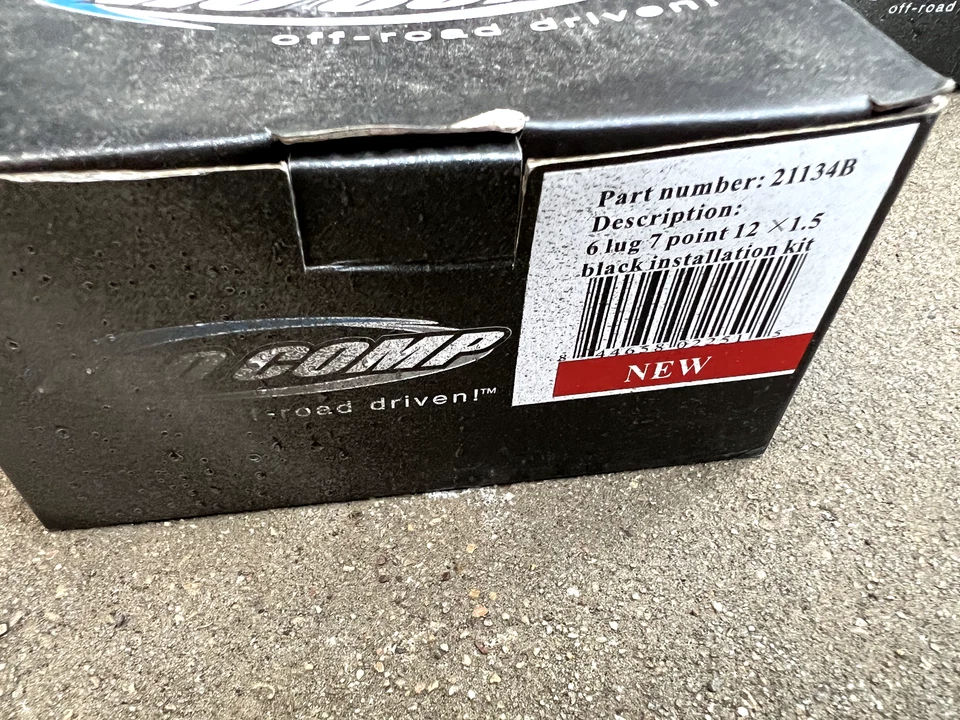 off-road driven!
off-road
Part number: 21134B
Description:
6 lug 7 point 12 ×1.5
black installation kit
NEW
COMP
-road driven!™